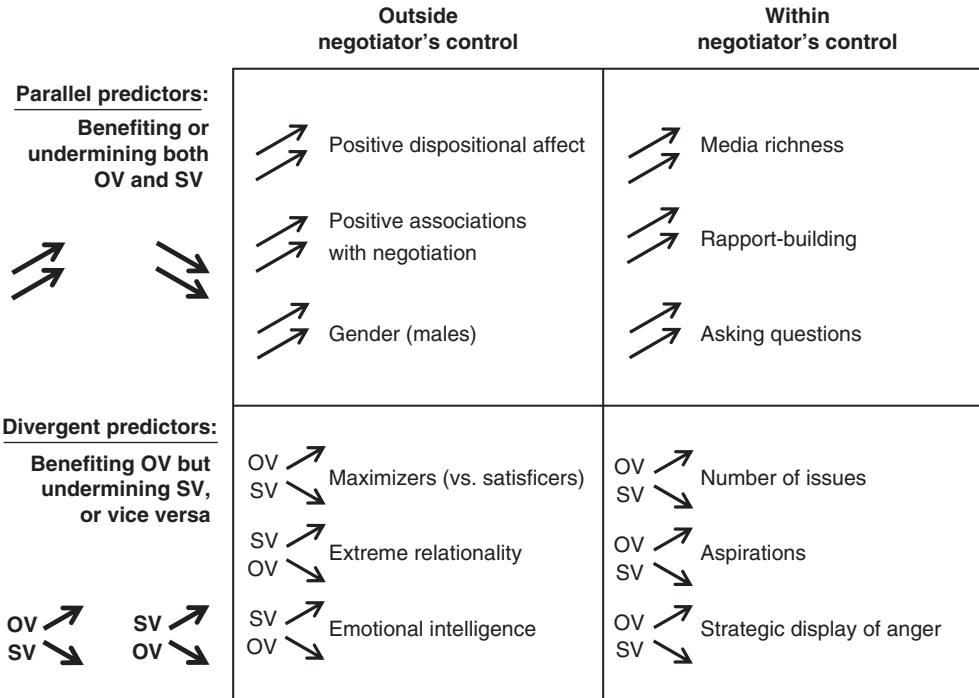 Outside
negotiator's control
Within
negotiator's control
Parallel predictors:
Benefiting or
undermining both
OV and SV
Positive dispositional affect
Positive associations
with negotiation
Gender (males)
Media richness
Rapport-building
Asking questions
Divergent predictors:
Benefiting OV but
undermining SV,
or vice versa
OV
SV
SV
OV
OV
SV
Maximizers (vs. satisficers)
SV
OV
Extreme relationality
SV
OV
Emotional intelligence
OV
SV
Number of issues
OV
SV
Aspirations
OV
SV
Strategic display of anger